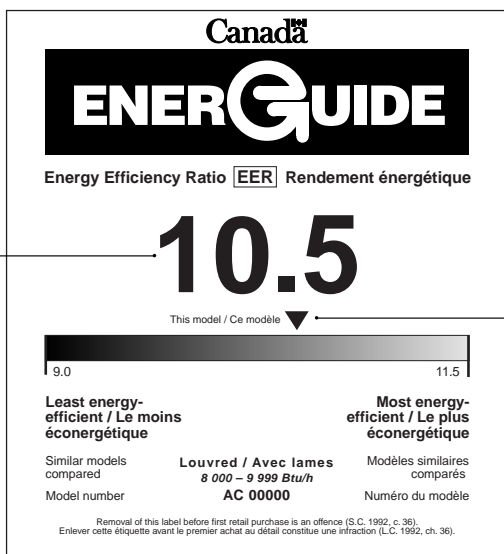 Canada
ENERGUIDE
Energy Efficiency Ratio EER Rendement énergétique
10.5
This model / Ce modèle
9.0 11.5
Least energy- Most energy-
efficient / Le moins efficient / Le plus
éconergétique éconergétique
Similar models Louvred / Avec lames Modèles similaires
compared 8 000 – 9 999 Btu/h comparés
Model number AC 00000 Numéro du modèle
Removal of this label before first retail purchase is an offence (S.C. 1992, c. 36).
Enlever cette étiquette avant le premier achat au détail constitue une infraction (L.C. 1992, ch. 36).